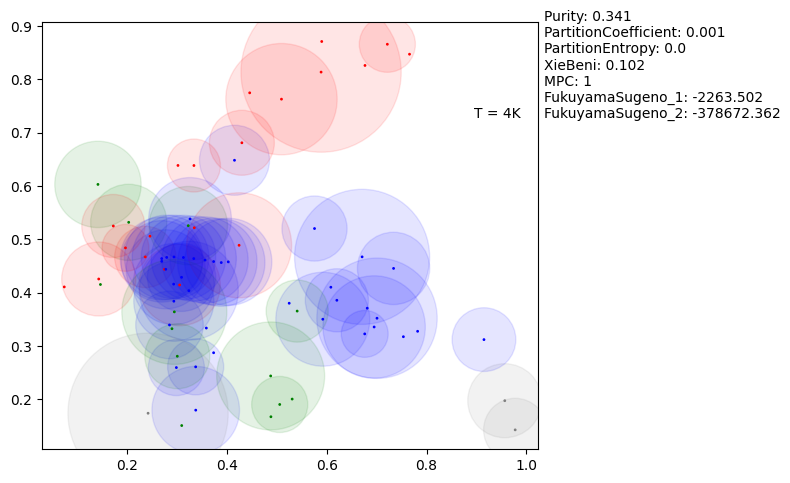 Purity: 0.341
PartitionCoefficient: 0.001
PartitionEntropy: 0.0
XieBeni: 0.102
MPC: 1
FukuyamaSugeno_1: -2263.502
FukuyamaSugeno_2: -378672.362
T = 4K
0.9
0.8
0.7
0.6
0.5
0.4
0.3
0.2
0.2
0.4
0.6
0.8
1.0